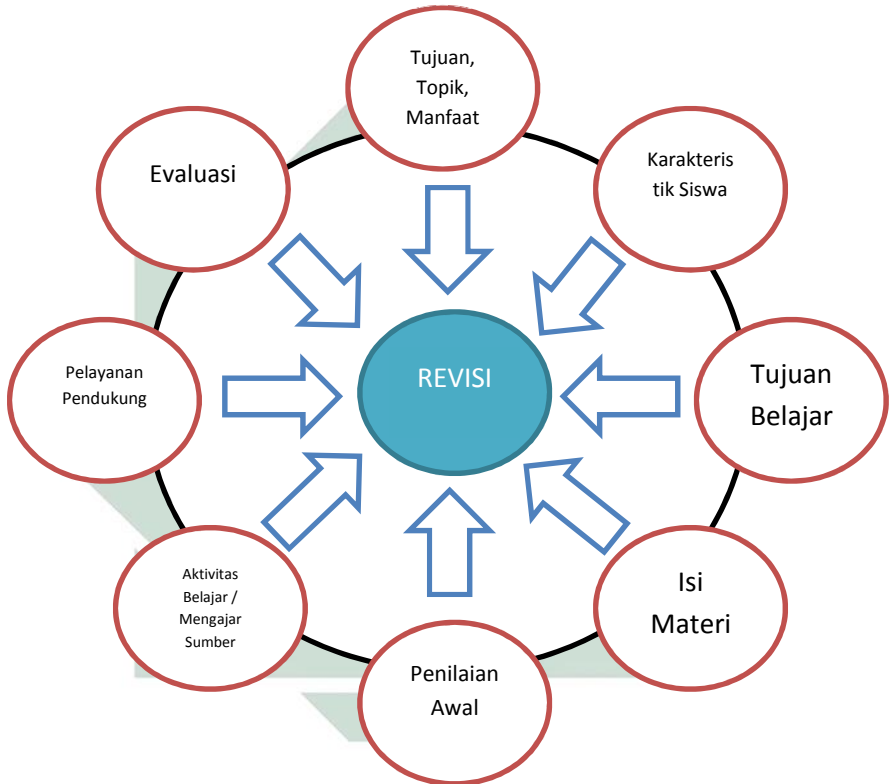 Tujuan,
Topik,
Manfaat
Karakteris
tik Siswa
Tujuan
Belajar
Isi
Materi
Penilaian
Awal
Aktivitas
Belajar /
Mengajar
Sumber
Pelayanan
Pendukung
Evaluasi
REVISI